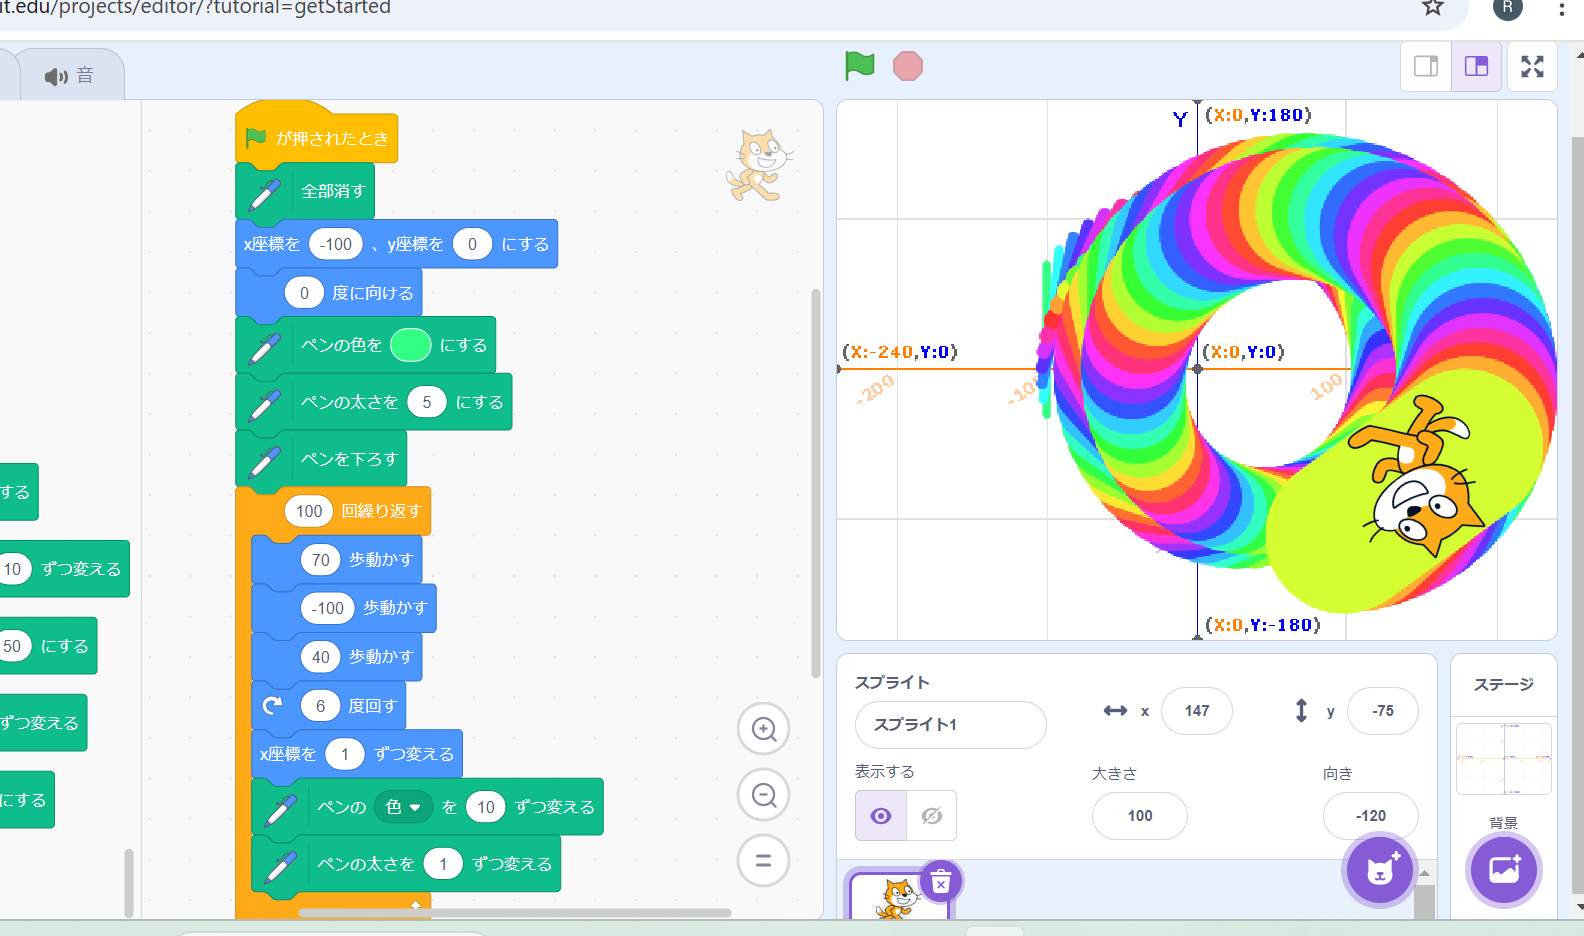 it.edu/projects/editor/?tutorial=getStarted
R
音
が押されたとき
全部消す
x座標を -100 、y座標を 0 にする
0 度に向ける
ペンの色を にする
ペンの太さを 5 にする
ペンを下ろす
100 回繰り返す
70 歩動かす
-100 歩動かす
40 歩動かす
6 度回す
x座標を 1 ずつ変える
ペンの 色 を 10 ずつ変える
ペンの太さを 1 ずつ変える
する
10 ずつ変える
50 にする
ずつ変える
にする
Y (X:0,Y:180)
(X:-240,Y:0) (X:0,Y:0)
-200 -100 100
(X:0,Y:-180)
スプライト
スプライト1
x 147
y -75
表示する
大きさ
100
向き
-120
ステージ
背景